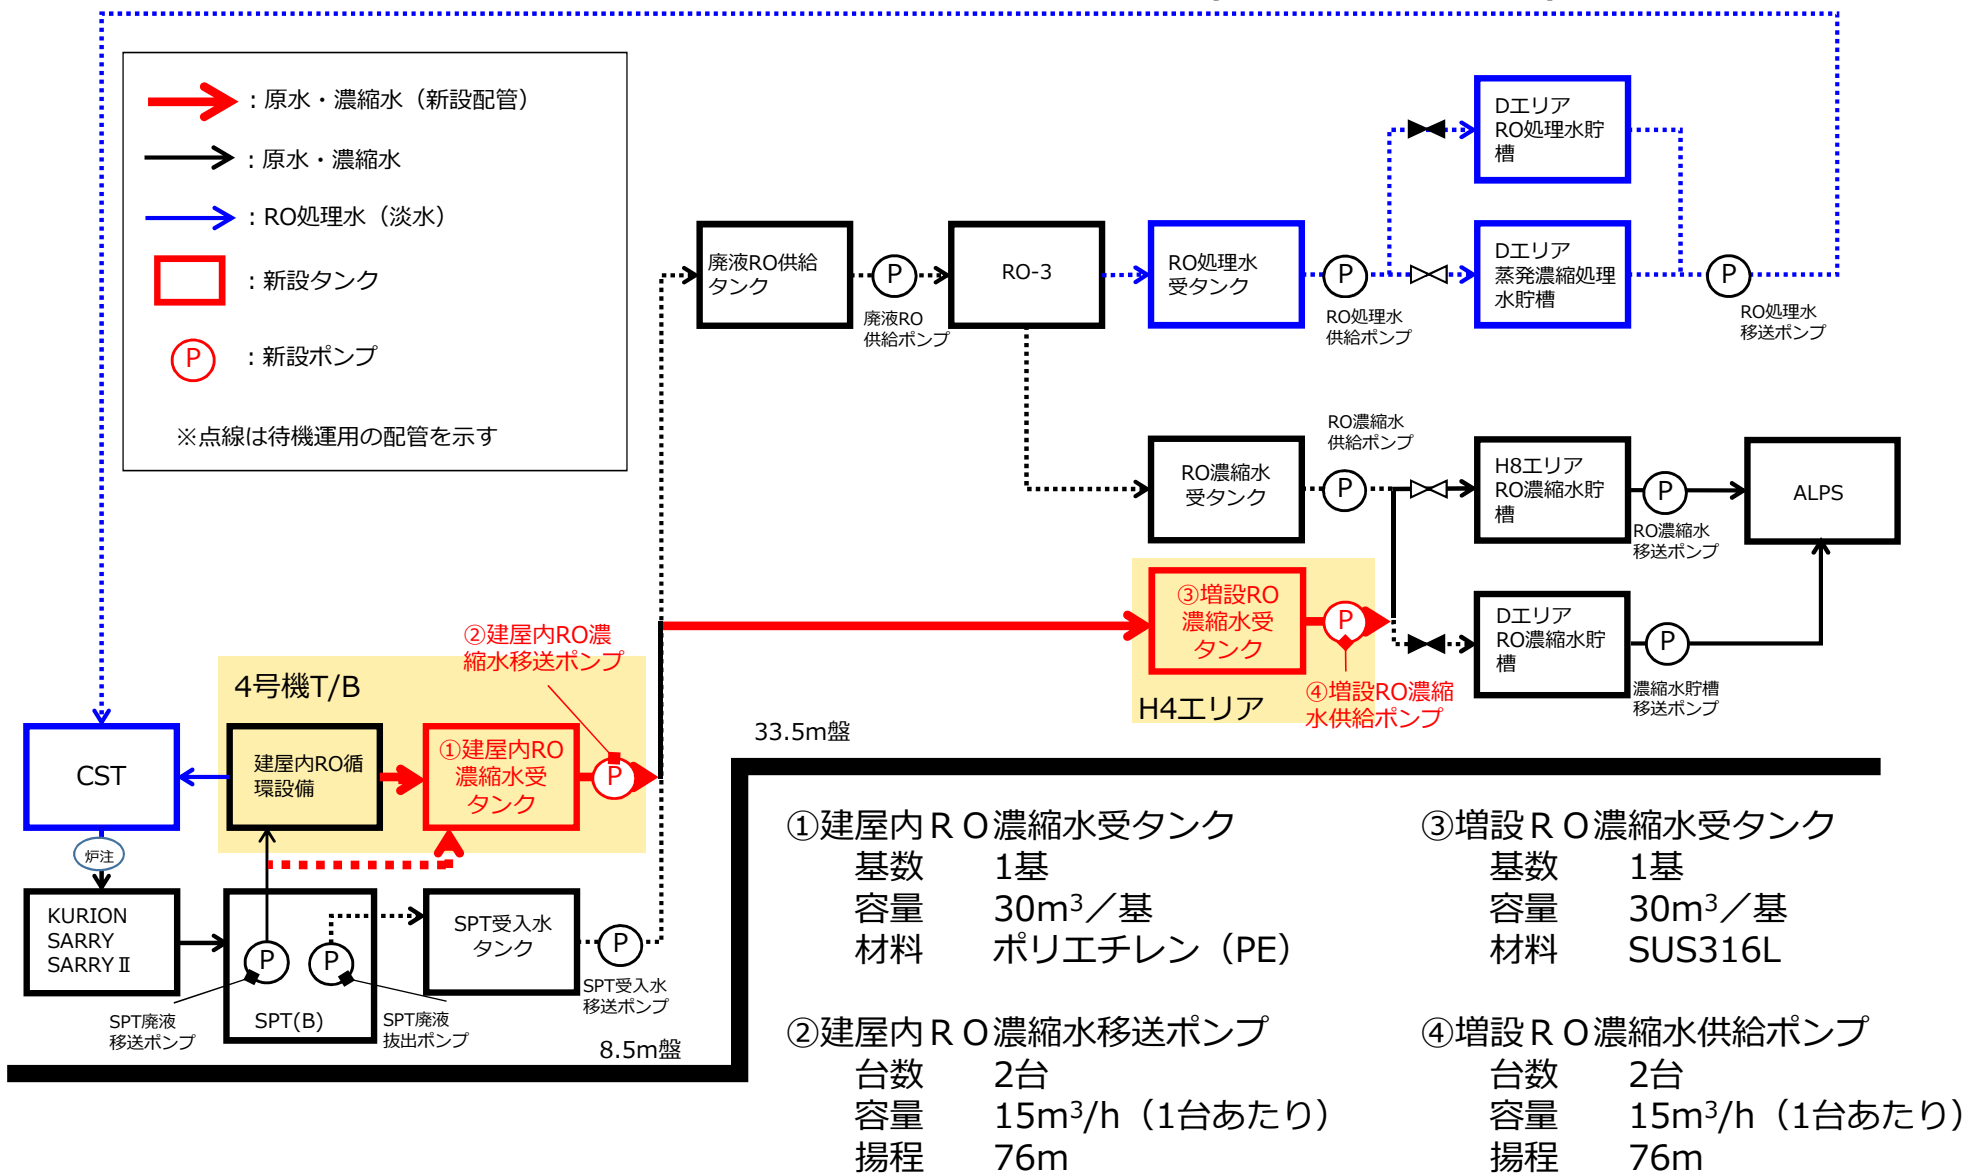 ：原水・濃縮水（新設配管）
：原水・濃縮水
：RO処理水（淡水）
：新設タンク
P
：新設ポンプ
※点線は待機運用の配管を示す
廃液RO供給
タンク
P
廃液RO
供給ポンプ
RO-3
RO処理水
受タンク
P
RO処理水
供給ポンプ
Dエリア
RO処理水貯
槽
Dエリア
蒸発濃縮処理
水貯槽
P
RO処理水
移送ポンプ
RO濃縮水
受タンク
RO濃縮水
供給ポンプ
P
H8エリア
RO濃縮水貯
槽
P
RO濃縮水
移送ポンプ
ALPS
③増設RO
濃縮水受
タンク
P
H4エリア
④増設RO濃縮
水供給ポンプ
Dエリア
RO濃縮水貯
槽
P
濃縮水貯槽
移送ポンプ
②建屋内RO濃
縮水移送ポンプ
4号機T/B
CST
建屋内RO循
環設備
①建屋内RO
濃縮水受
タンク
P
33.5m盤
炉注
KURION
SARRY
SARRYⅡ
P
P
SPT(B)
SPT廃液
移送ポンプ
SPT廃液
抜出ポンプ
SPT受入水
タンク
P
SPT受入水
移送ポンプ
8.5m盤
①建屋内ＲＯ濃縮水受タンク
基数 1基
容量 30m³／基
材料 ポリエチレン（PE）
②建屋内ＲＯ濃縮水移送ポンプ
台数 2台
容量 15m³/h（1台あたり）
揚程 76m
③増設ＲＯ濃縮水受タンク
基数 1基
容量 30m³／基
材料 SUS316L
④増設ＲＯ濃縮水供給ポンプ
台数 2台
容量 15m³/h（1台あたり）
揚程 76m